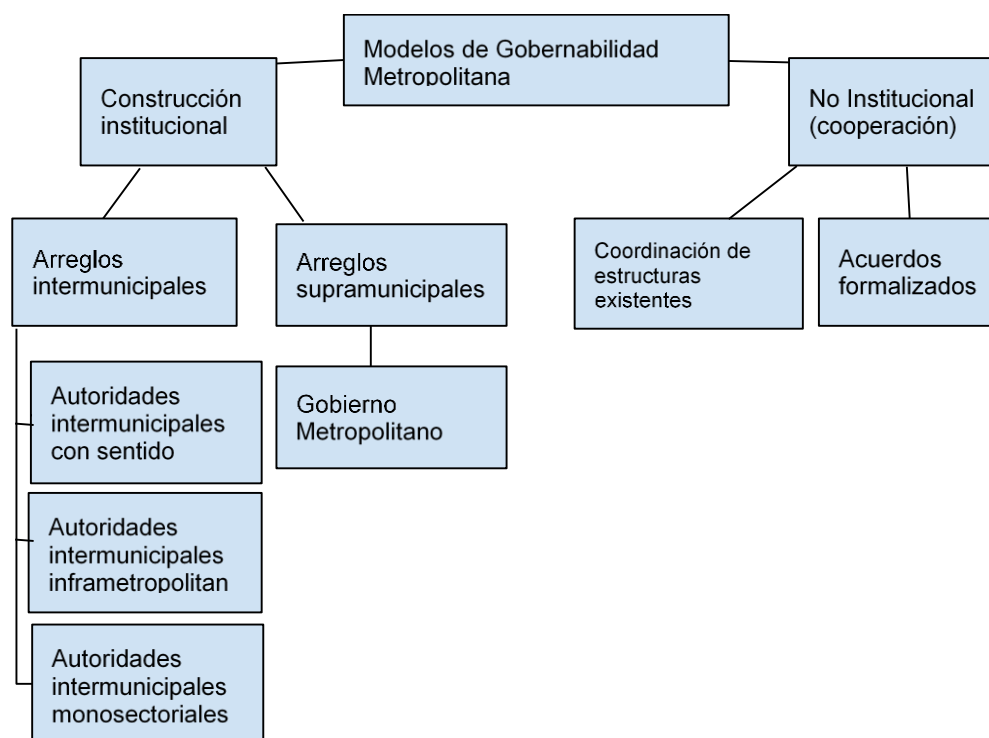 Modelos de Gobernabilidad
Metropolitana
Construcción
institucional
No Institucional
(cooperación)
Arreglos
intermunicipales
Arreglos
supramunicipales
Coordinación de
estructuras
existentes
Acuerdos
formalizados
Autoridades
intermunicipales
con sentido
Gobierno
Metropolitano
Autoridades
intermunicipales
inframetropolitan
Autoridades
intermunicipales
monosectoriales